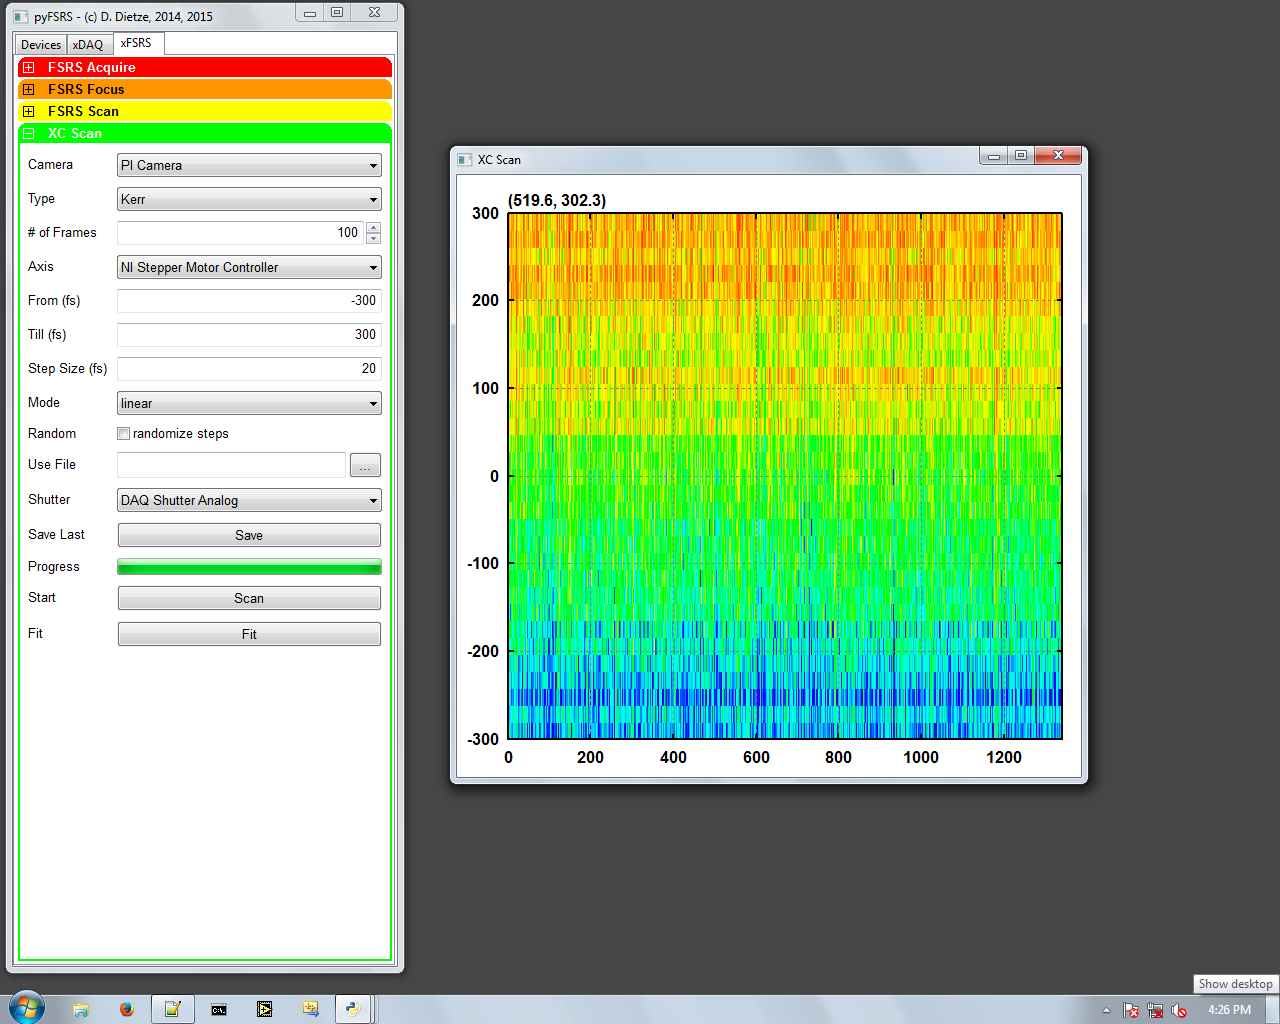 pyFSRS - (c) D. Dietze, 2014, 2015
Devices xDAQ xFSRS
FSRS Acquire
FSRS Focus
FSRS Scan
XC Scan
Camera PI Camera
Type Kerr
# of Frames 100
Axis NI Stepper Motor Controller
From (fs) -300
Till (fs) 300
Step Size (fs) 20
Mode linear
Random randomize steps
Use File ...
Shutter DAQ Shutter Analog
Save Last Save
Progress
Start Scan
Fit Fit
XC Scan
(519.6, 302.3)
300
200
100
0
-100
-200
-300
0 200 400 600 800 1000 1200
Show desktop
4:26 PM